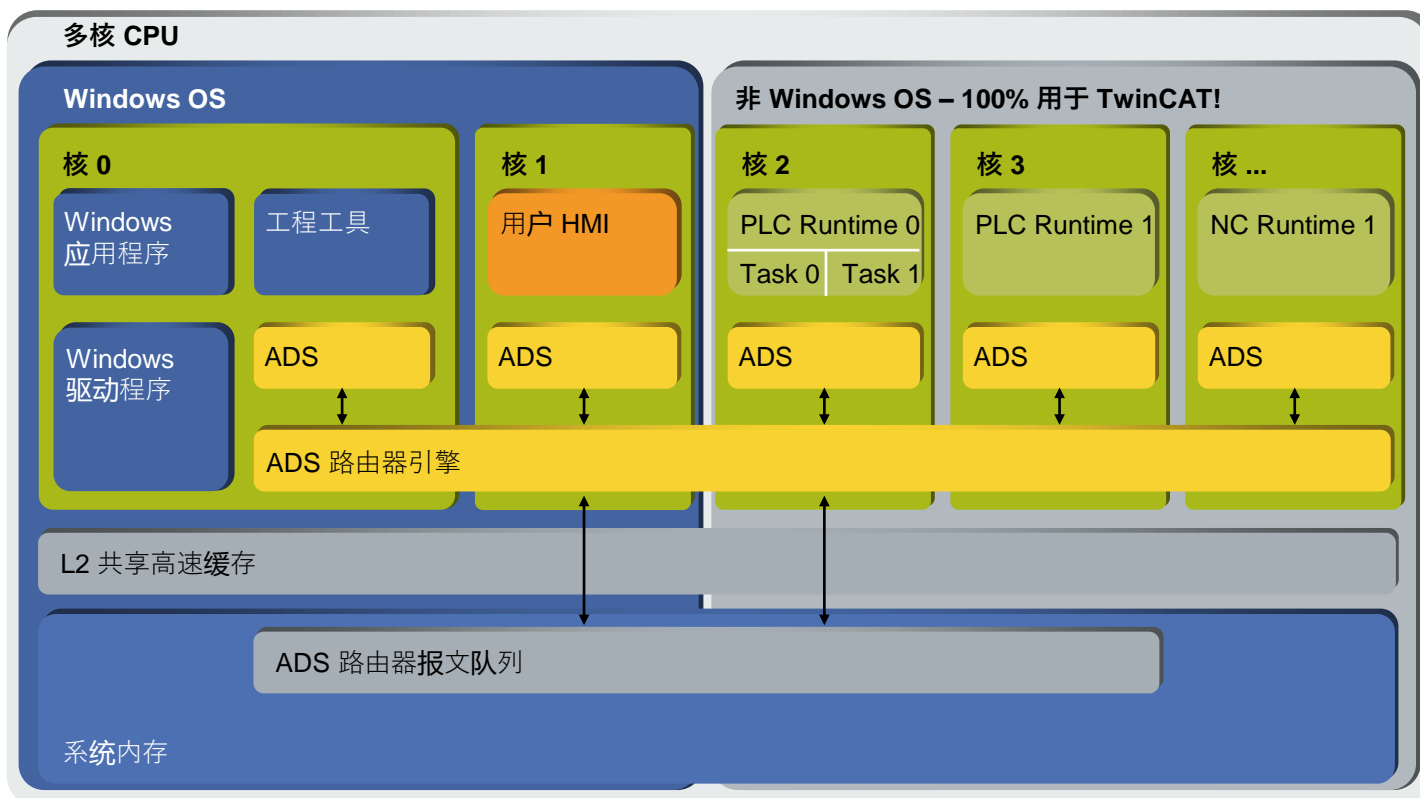 多核 CPU
Windows OS
非 Windows OS – 100% 用于 TwinCAT!
核 0
核 1
核 2
核 3
核 ...
Windows
应用程序
工程工具
用户 HMI
PLC Runtime 0
Task 0
Task 1
PLC Runtime 1
NC Runtime 1
Windows
驱动程序
ADS
ADS
ADS
ADS
ADS
ADS 路由器引擎
L2 共享高速缓存
ADS 路由器报文队列
系统内存